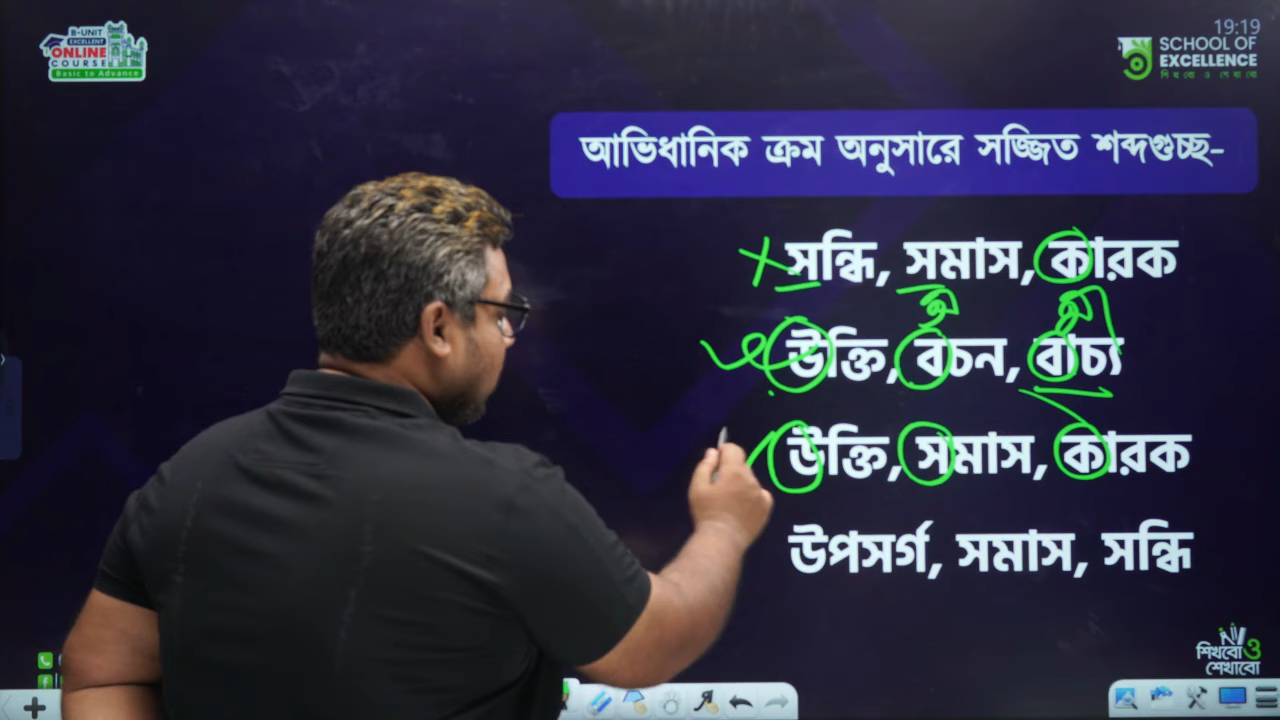 B-UNIT
EXCELLENT
ONLINE
COURSE
Basic to Advance
19:19
SCHOOL OF
EXCELLENCE
শিখবো ও শেখাবো
আভিধানিক ক্রম অনুসারে সজ্জিত শব্দগুচ্ছ-
সন্ধি, সমাস, কারক
উক্তি, বচন, বাচ্য
উক্তি, সমাস, কারক
উপসর্গ, সমাস, সন্ধি
শিখবো ও
শেখাবো